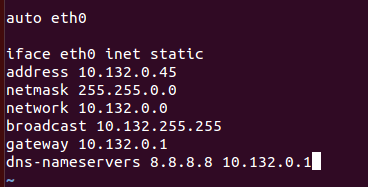 auto eth0
iface eth0 inet static
address 10.132.0.45
netmask 255.255.0.0
network 10.132.0.0
broadcast 10.132.255.255
gateway 10.132.0.1
dns-nameservers 8.8.8.8 10.132.0.1
~